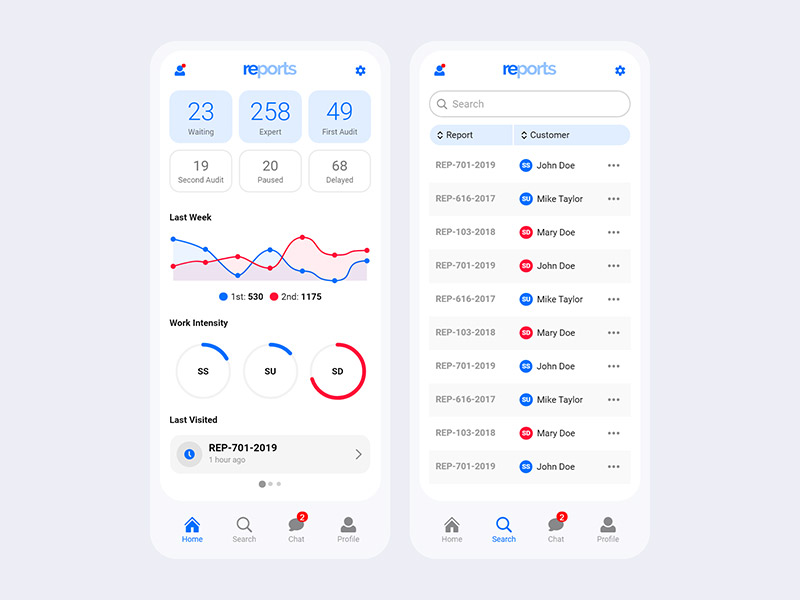 reports
23 258 49
Waiting Expert First Audit
19 20 68
Second Audit Paused Delayed
Last Week
1st: 530 2nd: 1175
Work Intensity
SS SU SD
Last Visited
REP-701-2019
1 hour ago
2
Home Search Chat Profile
reports
Search
Report Customer
REP-701-2019 SS John Doe
REP-616-2017 SU Mike Taylor
REP-103-2018 SD Mary Doe
REP-701-2019 SD John Doe
REP-616-2017 SU Mike Taylor
REP-103-2018 SD Mary Doe
REP-701-2019 SS John Doe
REP-616-2017 SU Mike Taylor
REP-103-2018 SD Mary Doe
REP-701-2019 SS John Doe
2
Home Search Chat Profile